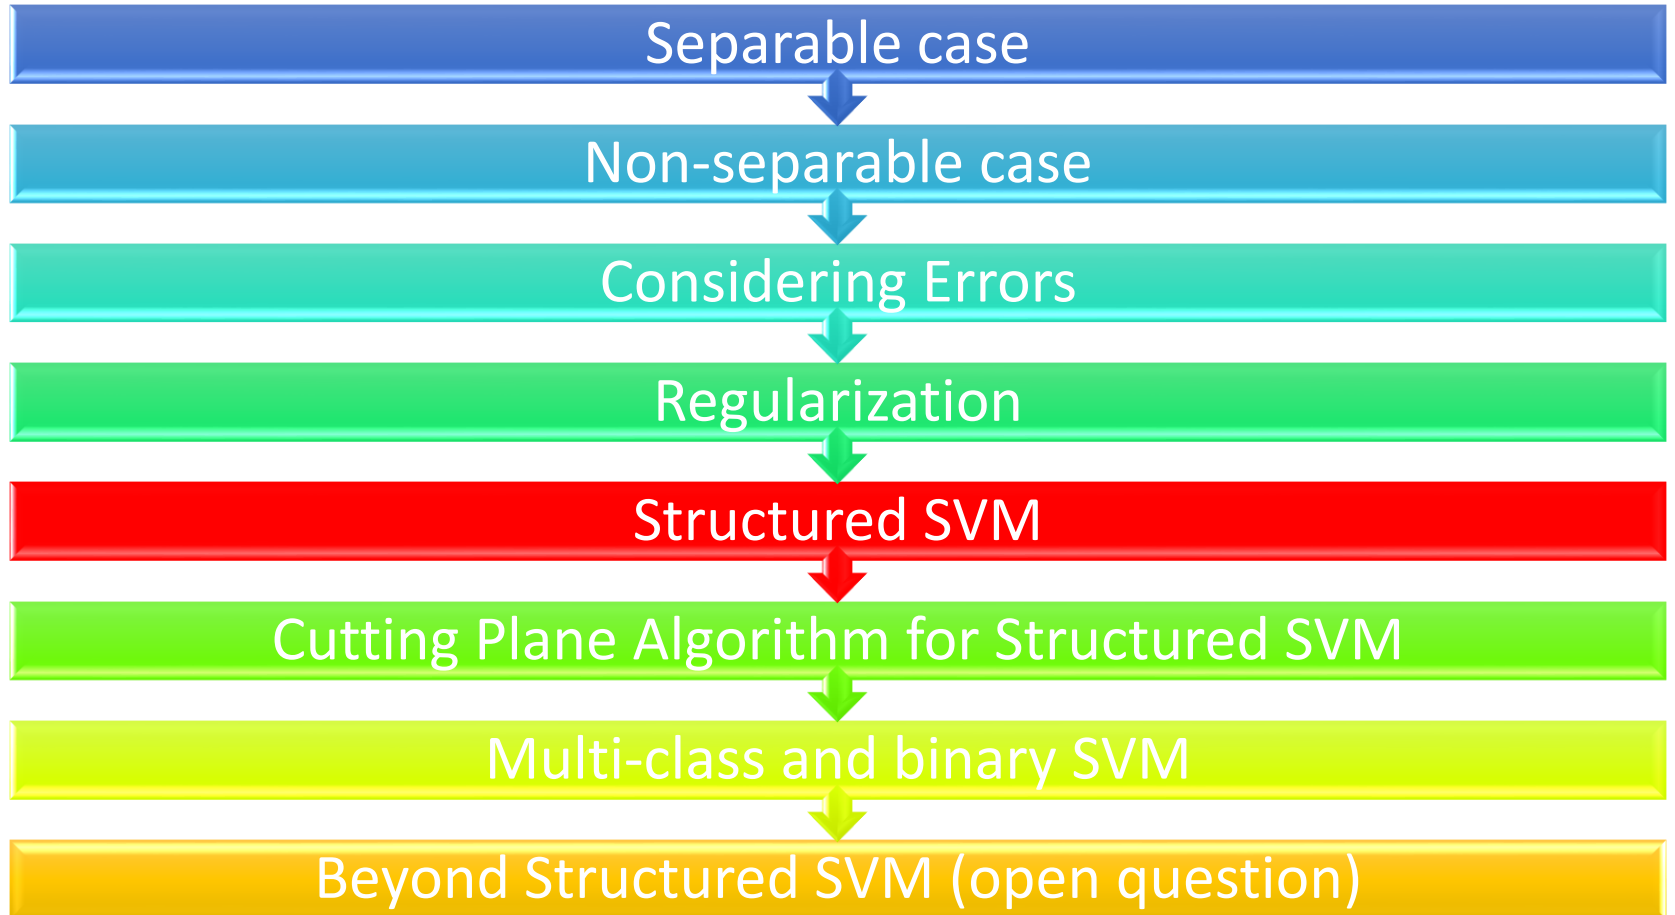 Separable case
Non-separable case
Considering Errors
Regularization
Structured SVM
Cutting Plane Algorithm for Structured SVM
Multi-class and binary SVM
Beyond Structured SVM (open question)